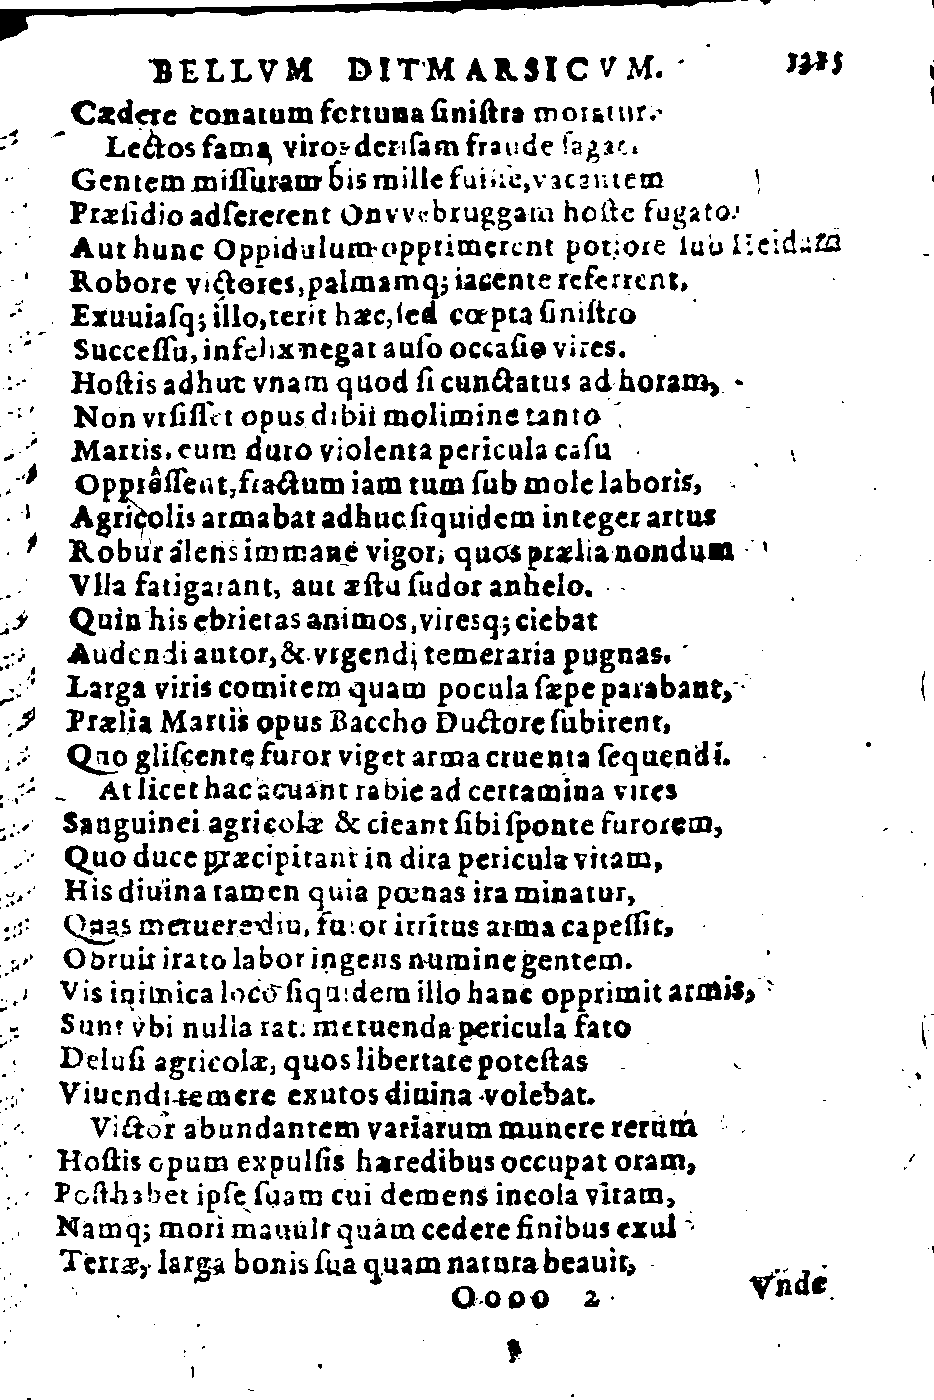 BELLVM DITMARSICVM. 1325
Cædere conatum fortuna siniſtra moratur.
Lectos fama viros denſam fraude ſagaci
Gentem miſſuram bis mille fuiſſe, vacantem
Præſidio adſererent Onvvebruggam hoſte fugato.
Aut hunc Oppidulum opprimerent potiore ſub Heidam
Robore victores, palmamq; iacente referrent,
Exuuiaſq; illo, terit hæc, ſed cœpta ſiniſtro
Succeſſu, infelix negat auſo occaſio vires.
Hoſtis adhuc vnam quod ſi cunctatus ad horam,
Non vtſiſſet opus dibii molimine tanto
Martis, cum duro violenta pericula caſu
Oppreſſent, fractum iam tum ſub mole laboris,
Agricolis armabat adhuc ſiquidem integer artus
Robur alens immane vigor, quos prælia nondum
Vlla fatigarant, aut æſtu ſudor anhelo.
Quin his ebrietas animos, viresq; ciebat
Audendi autor, & vrgendi temeraria pugnas.
Larga viris comitem quam pocula ſæpe parabant,
Prælia Martis opus Baccho Ductore ſubirent,
Quo gliſcente furor viget arma cruenta ſequendi.
At licet hac acuant rabie ad certamina vires
Sanguinei agricolæ & cieant ſibi ſponte furorem,
Quo duce præcipitant in dira pericula vitam,
His diuina tamen quia pœnas ira minatur,
Quas metuere diu, furor irritus arma capeſſit,
Obruit irato labor ingens numine gentem.
Vis inimica loco ſiquidem illo hanc opprimit armis,
Sunt vbi nulla rati metuenda pericula fato
Deluſi agricolæ, quos libertate poteſtas
Viuendi temere exutos diuina volebat.
Victor abundantem variarum munere rerum
Hoſtis opum expulſis hæredibus occupat oram,
Poſthabet ipſe ſuam cui demens incola vitam,
Namq; mori mauult quàm cedere finibus exul
Terræ, larga bonis ſua quam natura beauit,
Oooo 2 Vnde